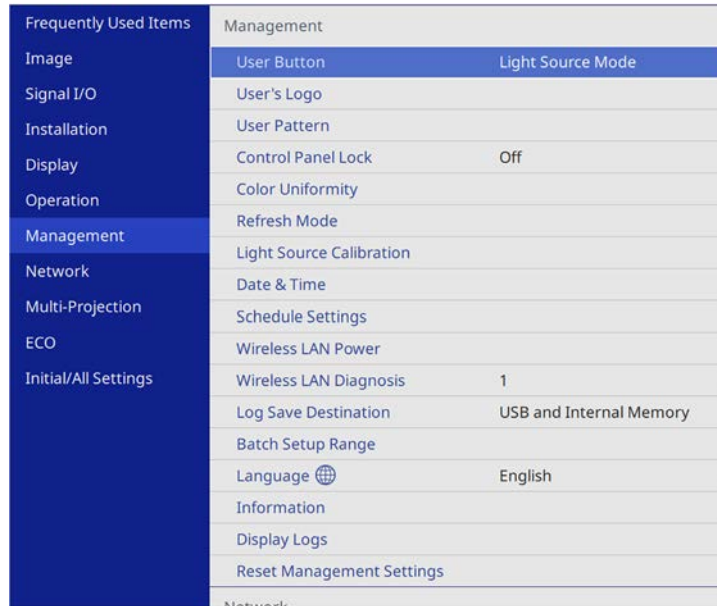 Frequently Used Items
Image
Signal I/O
Installation
Display
Operation
Management
Network
Multi-Projection
ECO
Initial/All Settings
Management
User Button Light Source Mode
User's Logo
User Pattern
Control Panel Lock Off
Color Uniformity
Refresh Mode
Light Source Calibration
Date & Time
Schedule Settings
Wireless LAN Power
Wireless LAN Diagnosis 1
Log Save Destination USB and Internal Memory
Batch Setup Range
Language English
Information
Display Logs
Reset Management Settings
Network